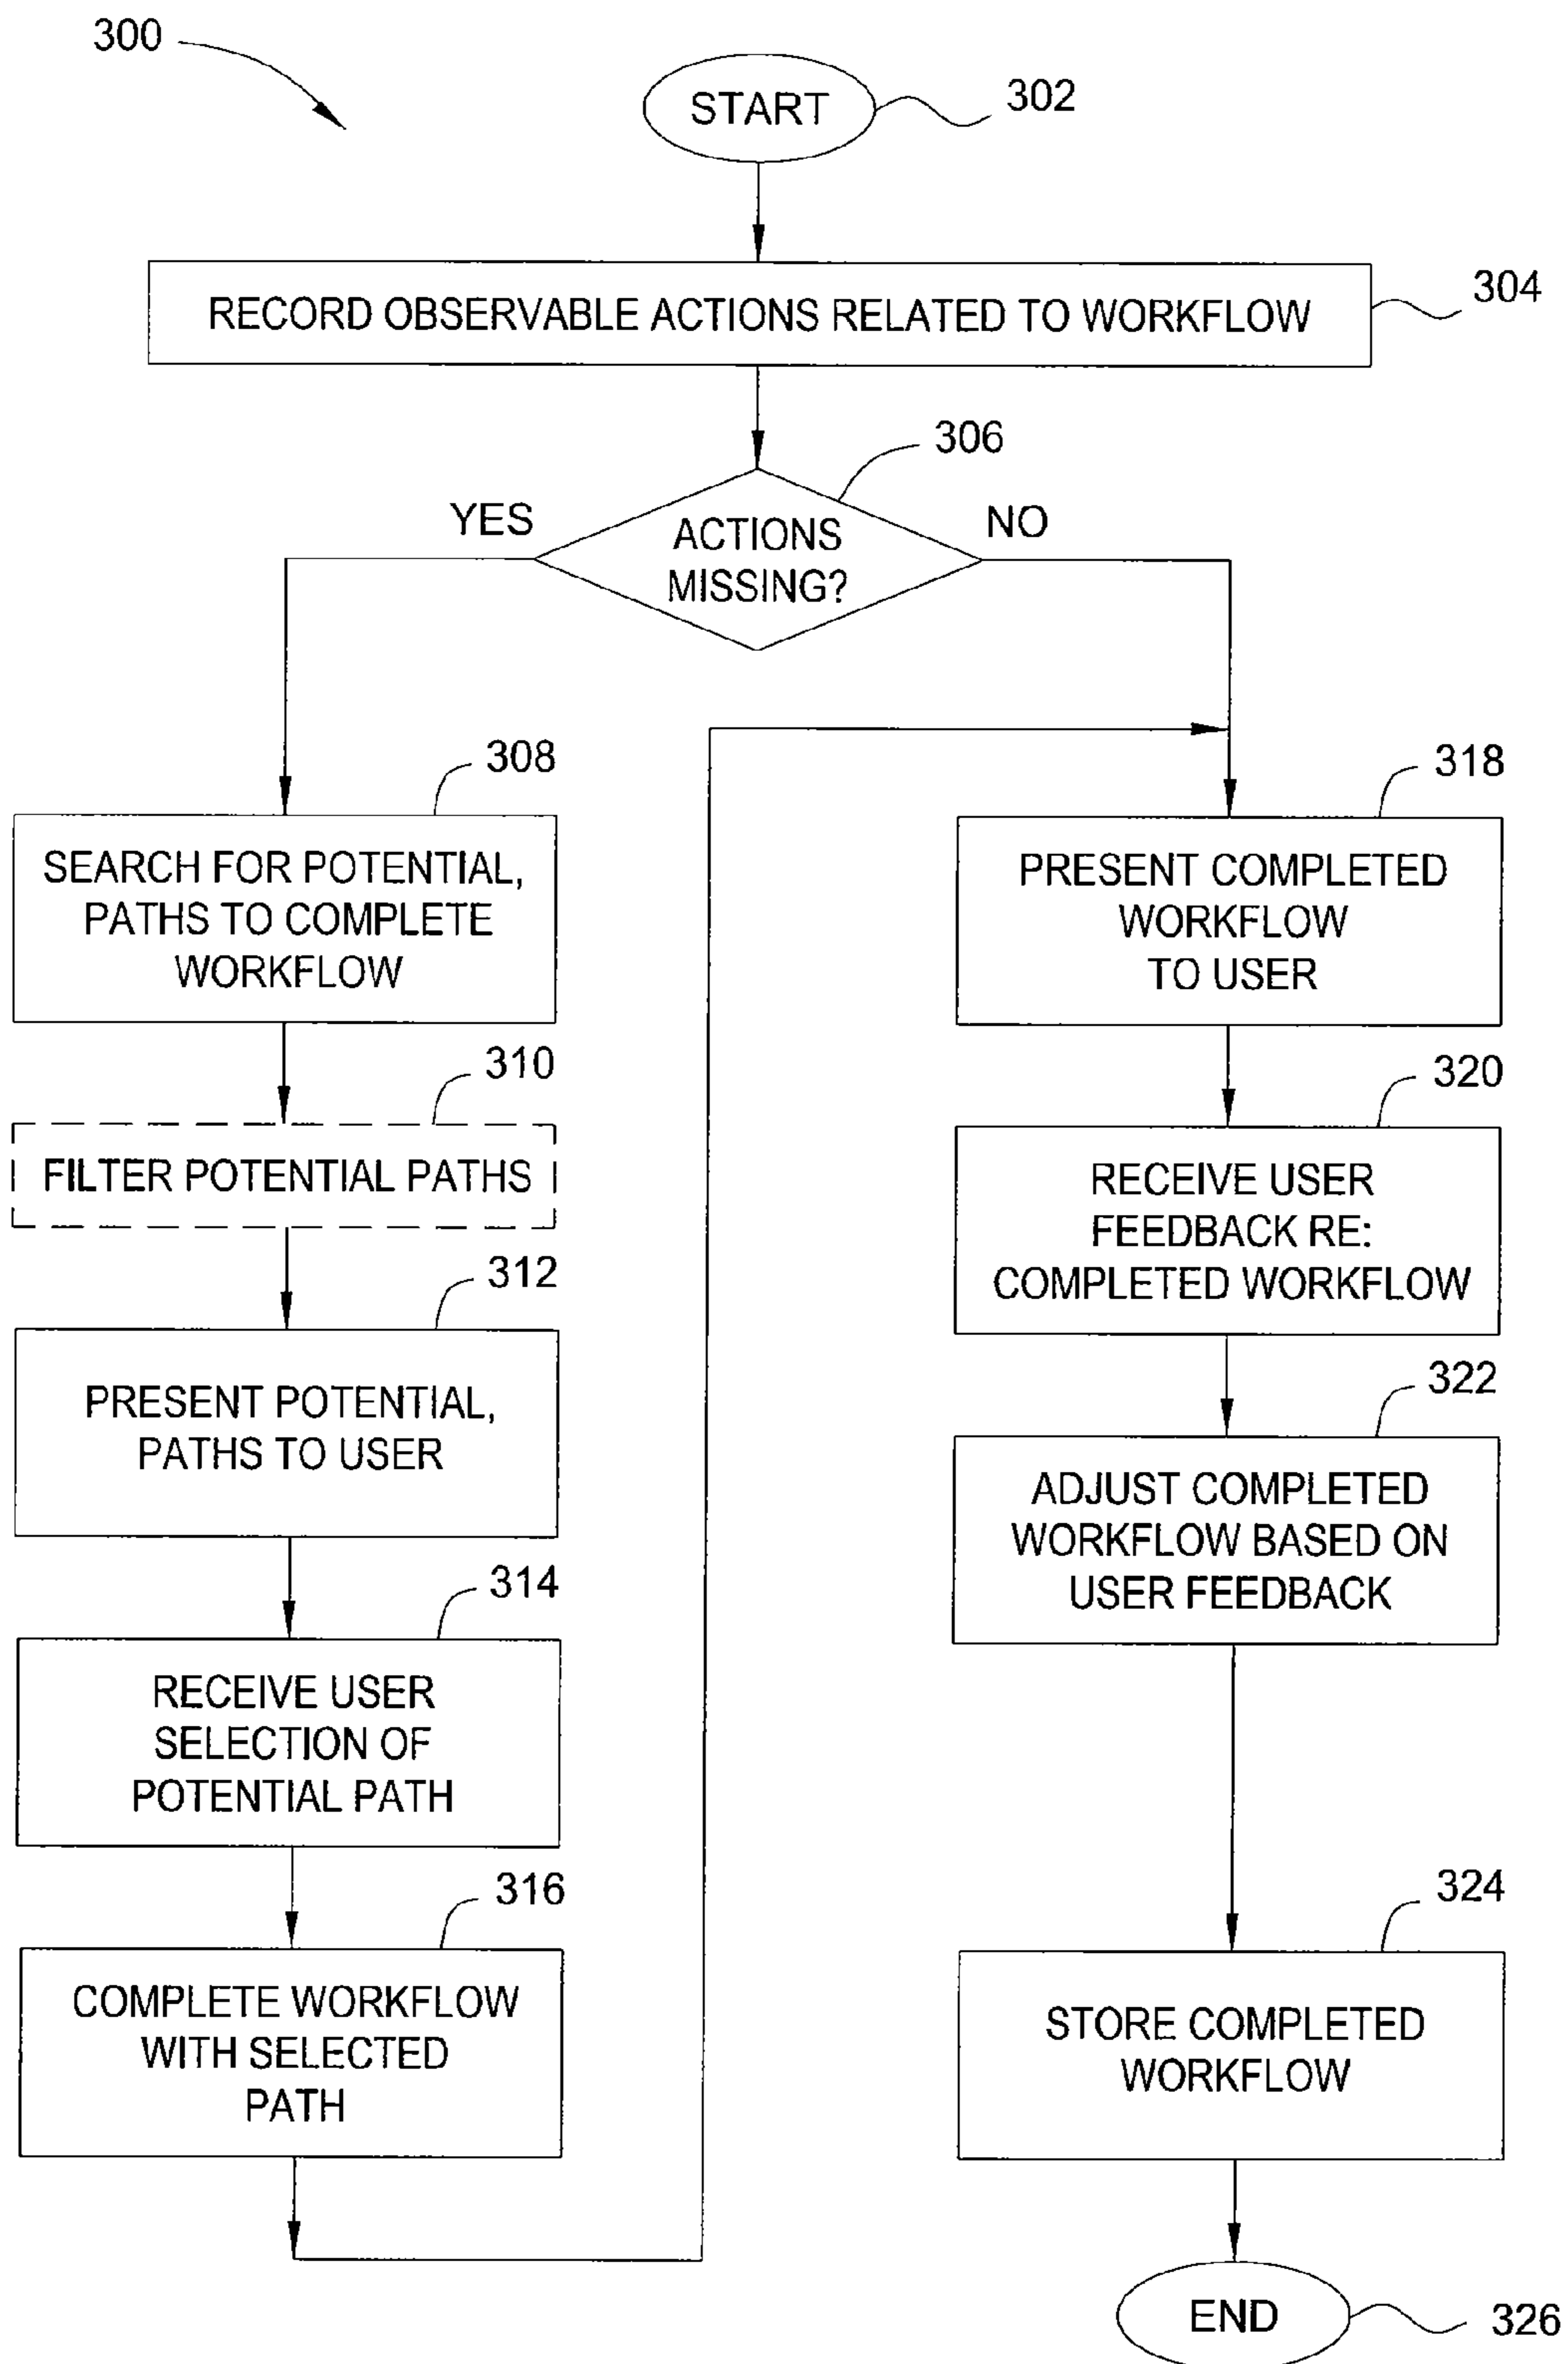 300
START
302
RECORD OBSERVABLE ACTIONS RELATED TO WORKFLOW
304
306
YES
ACTIONS
MISSING?
NO
308
SEARCH FOR POTENTIAL,
PATHS TO COMPLETE
WORKFLOW
310
FILTER POTENTIAL PATHS
312
PRESENT POTENTIAL,
PATHS TO USER
314
RECEIVE USER
SELECTION OF
POTENTIAL PATH
316
COMPLETE WORKFLOW
WITH SELECTED
PATH
318
PRESENT COMPLETED
WORKFLOW
TO USER
320
RECEIVE USER
FEEDBACK RE:
COMPLETED WORKFLOW
322
ADJUST COMPLETED
WORKFLOW BASED ON
USER FEEDBACK
324
STORE COMPLETED
WORKFLOW
END
326